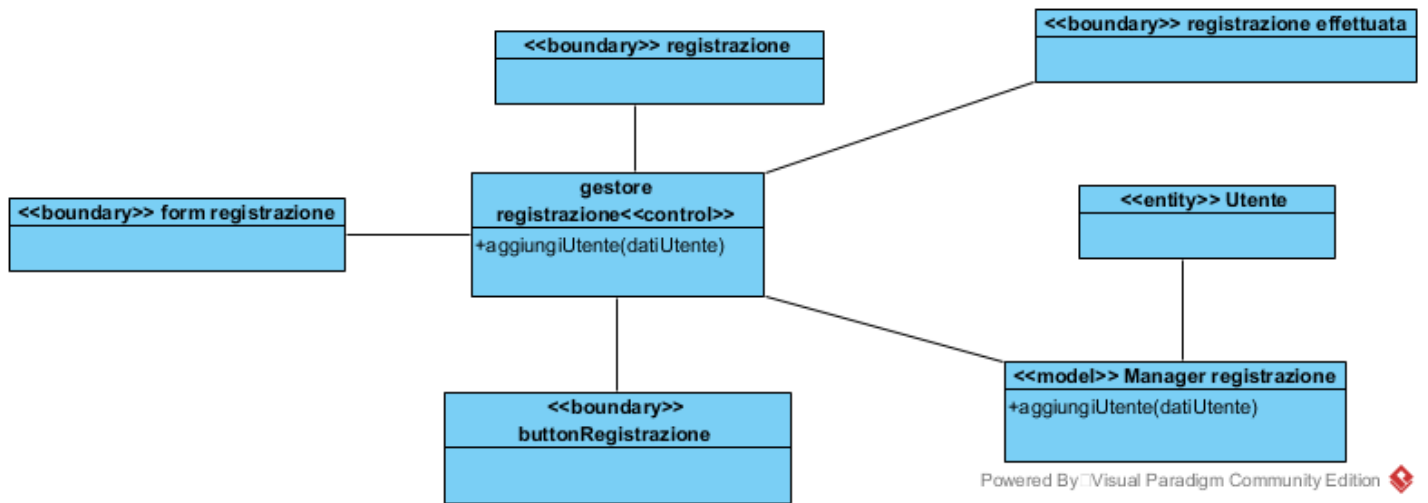 <<boundary>> registrazione effettuata
<<boundary>> registrazione
gestore
registrazione<<control>>
+aggiungiUtente(datiUtente)
<<boundary>> form registrazione
<<entity>> Utente
<<model>> Manager registrazione
+aggiungiUtente(datiUtente)
<<boundary>>
buttonRegistrazione
Powered By Visual Paradigm Community Edition